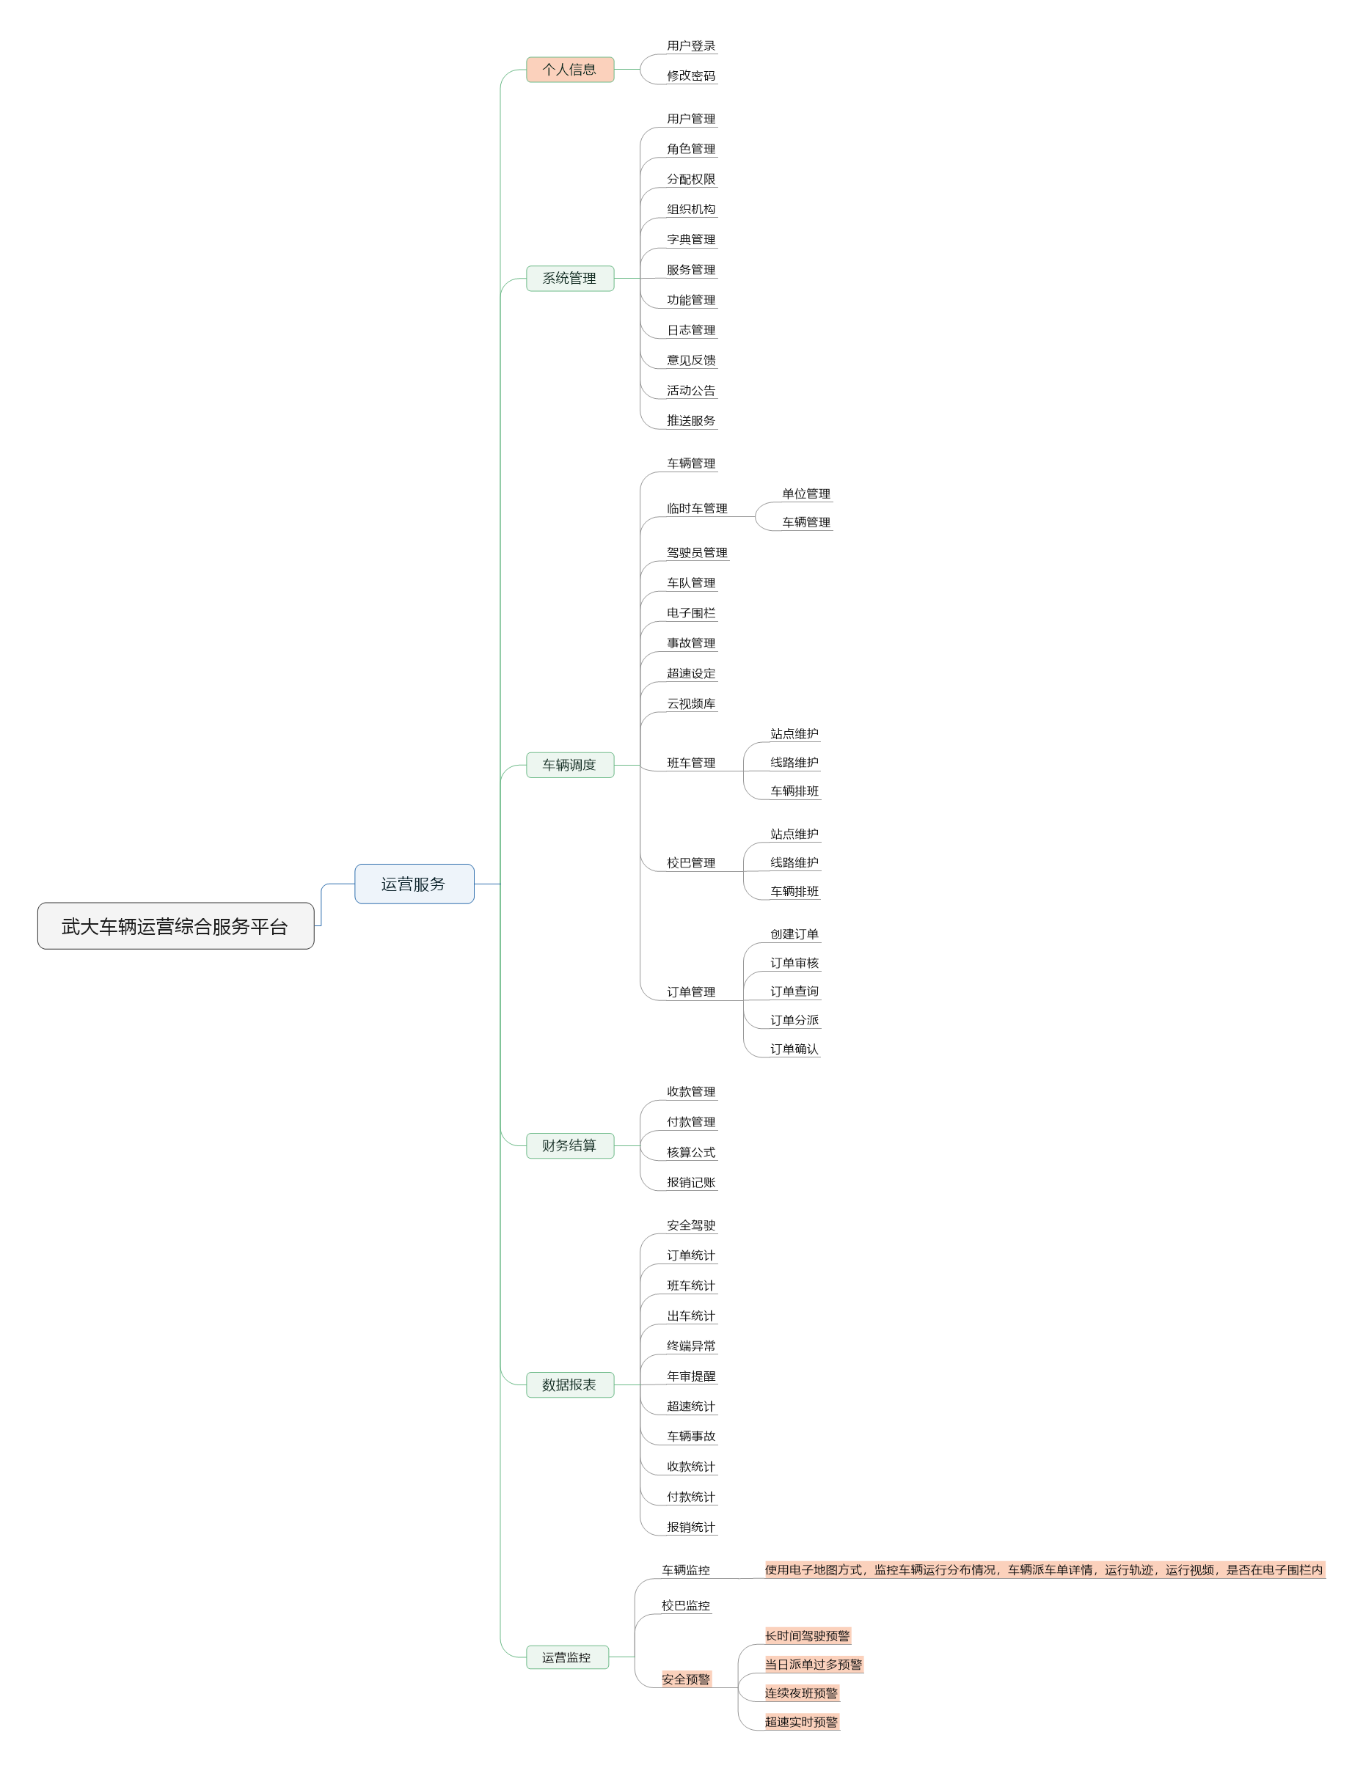 用户登录
个人信息
修改密码
用户管理
角色管理
分配权限
组织机构
字典管理
服务管理
系统管理
功能管理
日志管理
意见反馈
活动公告
推送服务
车辆管理
单位管理
临时车管理
车辆管理
驾驶员管理
车队管理
电子围栏
事故管理
超速设定
云视频库
站点维护
班车管理
线路维护
车辆调度
车辆排班
站点维护
校巴管理
线路维护
车辆排班
运营服务
武大车辆运营综合服务平台
创建订单
订单审核
订单管理
订单查询
订单分派
订单确认
收款管理
付款管理
财务结算
核算公式
报销记账
安全驾驶
订单统计
班车统计
出车统计
终端异常
年审提醒
数据报表
超速统计
车辆事故
收款统计
付款统计
报销统计
车辆监控
使用电子地图方式，监控车辆运行分布情况，车辆派车单详情，运行轨迹，运行视频，是否在电子围栏内
校巴监控
长时间驾驶预警
运营监控
当日派单过多预警
安全预警
连续夜班预警
超速实时预警